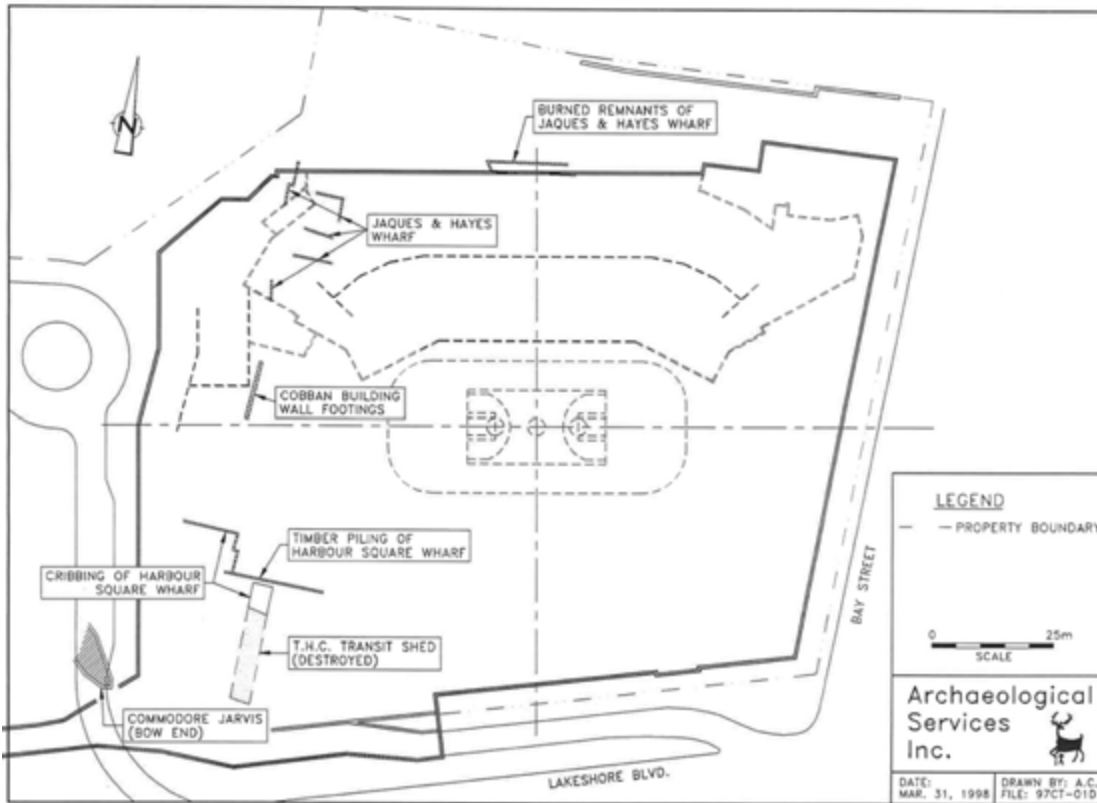 BURNED REMNANTS OF
JAQUES & HAYES WHARF
N
JAQUES & HAYES
WHARF
COBBAN BUILDING
WALL FOOTINGS
TIMBER PILING OF
HARBOUR SQUARE WHARF
CRIBBING OF HARBOUR
SQUARE WHARF
T.H.C. TRANSIT SHED
(DESTROYED)
COMMODORE JARVIS
(BOW END)
LAKESHORE BLVD.
BAY STREET
LEGEND
PROPERTY BOUNDARY
0 25m
SCALE
Archaeological
Services
Inc.
DATE: DRAWN BY: A.C.
MAR. 31, 1998 FILE: 97CT-01D